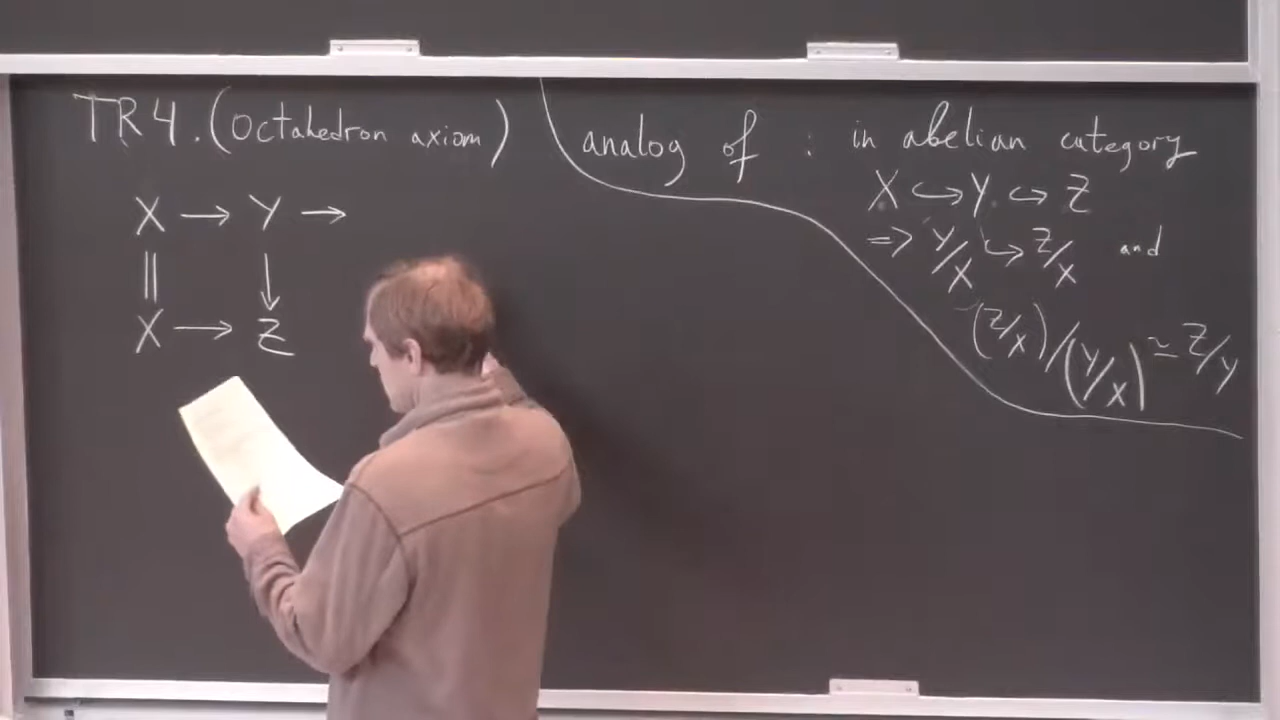 TR4. (Octahedron axiom)
X → Y →
‖ ↓
X → Z
analog of : in abelian category
X ↪ Y ↪ Z
=> Y/X ↪ Z/X and
(Z/X)/(Y/X) ≃ Z/Y